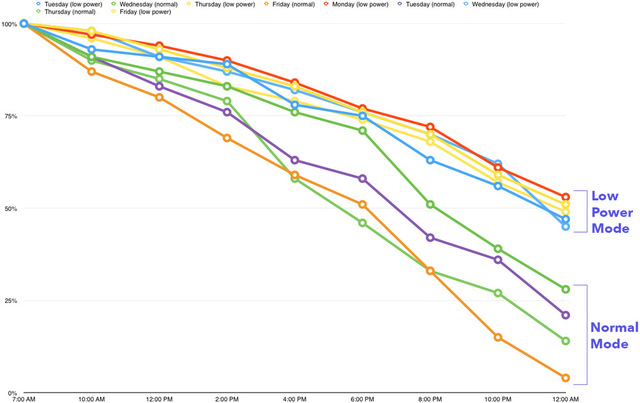 Tuesday (low power) Wednesday (normal) Thursday (low power) Friday (normal) Monday (low power) Tuesday (normal) Wednesday (low power)
Thursday (normal) Friday (low power)
100%
75%
50%
25%
0%
Low
Power
Mode
Normal
Mode
7:00 AM 10:00 AM 12:00 PM 2:00 PM 4:00 PM 6:00 PM 8:00 PM 10:00 PM 12:00 AM